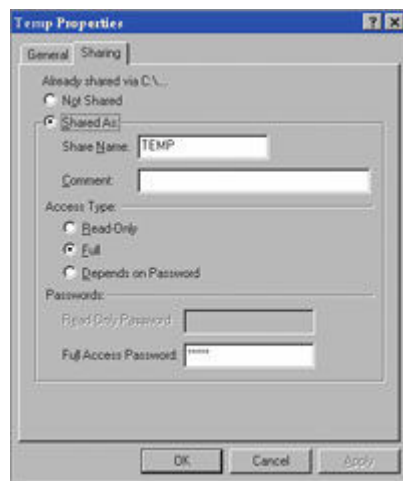 Temp Properties
General Sharing
Already shared via C:\...
Not Shared
Shared As:
Share Name: TEMP
Comment:
Access Type:
Read-Only
Full
Depends on Password
Passwords:
Read-Only Password:
Full Access Password: *****
OK Cancel Apply